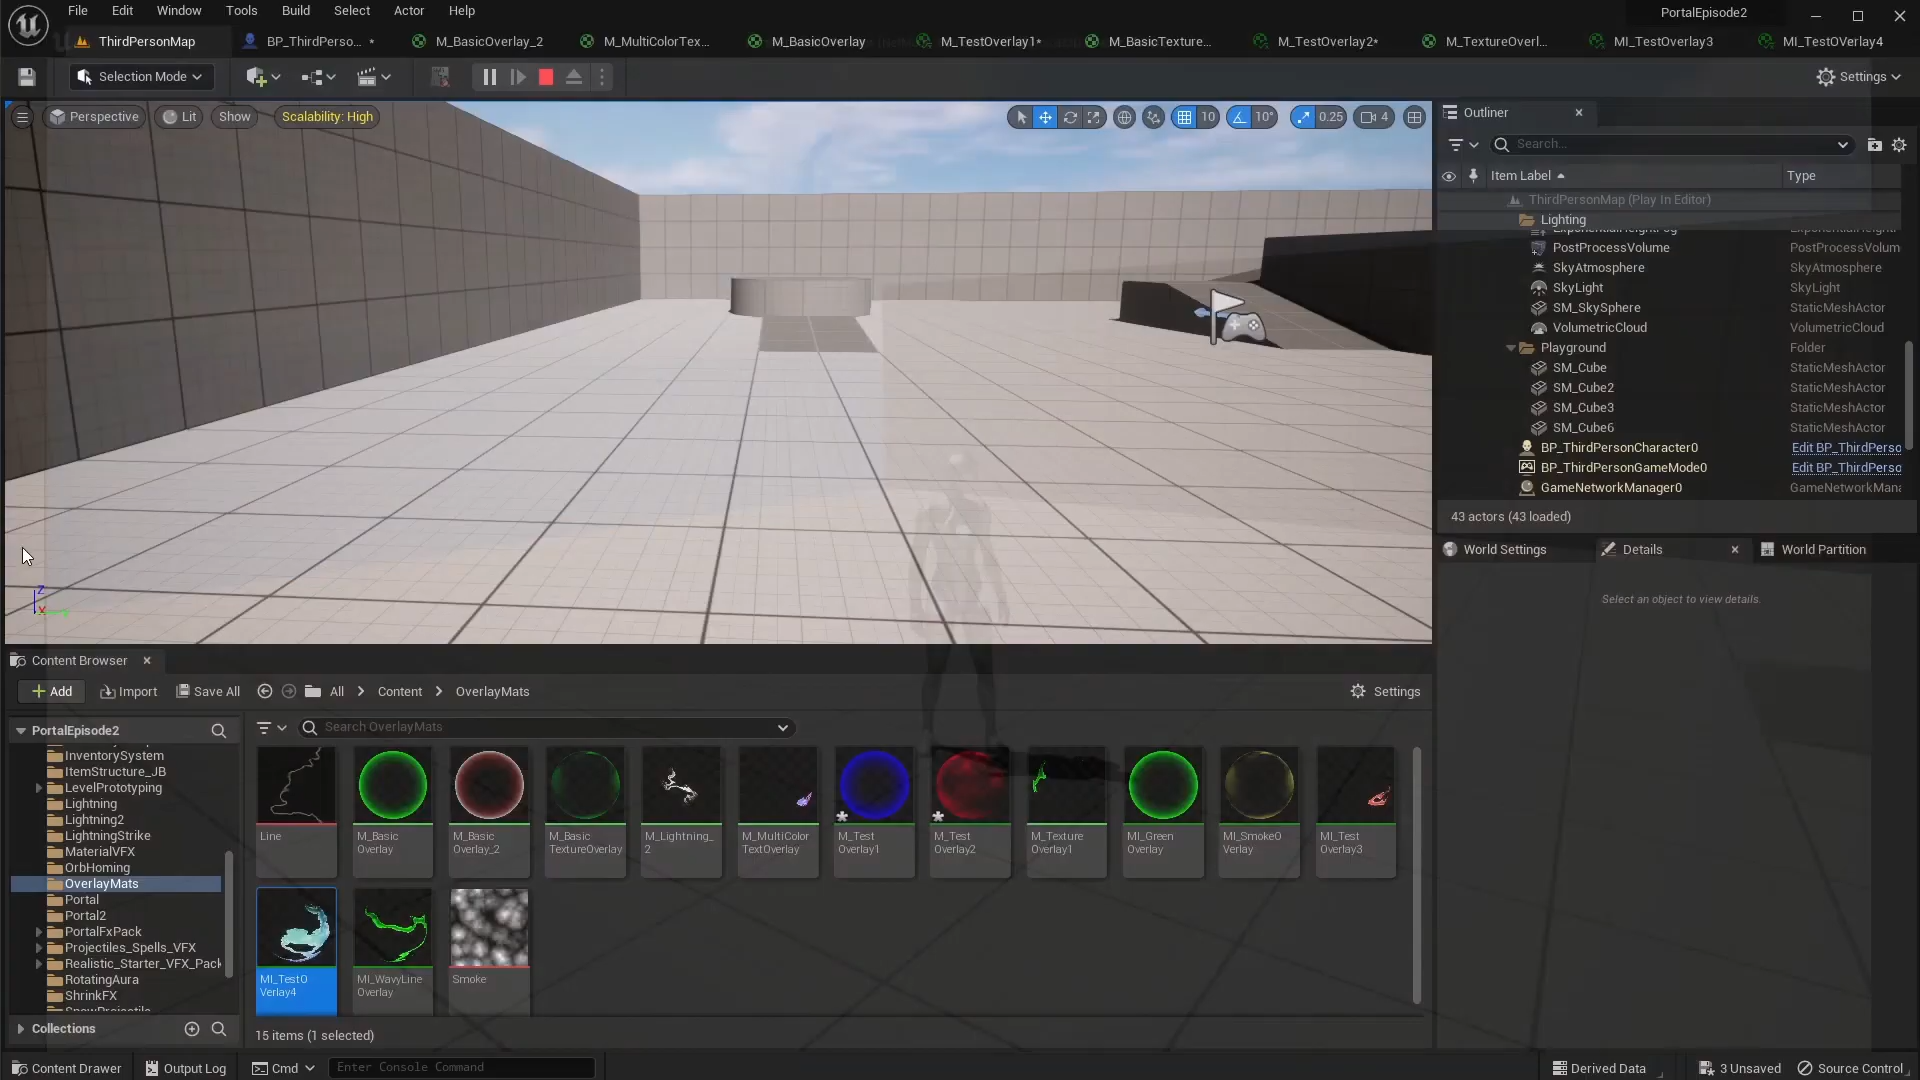 File Edit Window Tools Build Select Actor Help
PortalEpisode2
ThirdPersonMap
BP_ThirdPerso... *
M_BasicOverlay_2
M_MultiColorTex...
M_BasicOverlay
M_TestOverlay1*
M_BasicTexture...
M_TestOverlay2*
M_TextureOverl...
MI_TestOVerlay3
MI_TestOVerlay4
Selection Mode
Settings
Perspective Lit Show Scalability: High
10 10° 0.25 4
Outliner
Search...
Item Label Type
ThirdPersonMap (Play In Editor)
Lighting
PostProcessVolume PostProcessVolum
SkyAtmosphere SkyAtmosphere
SkyLight SkyLight
SM_SkySphere StaticMeshActor
VolumetricCloud VolumetricCloud
Playground Folder
SM_Cube StaticMeshActor
SM_Cube2 StaticMeshActor
SM_Cube3 StaticMeshActor
SM_Cube6 StaticMeshActor
BP_ThirdPersonCharacter0 Edit BP_ThirdPerso
BP_ThirdPersonGameMode0 Edit BP_ThirdPerso
GameNetworkManager0 GameNetworkMana
43 actors (43 loaded)
World Settings Details World Partition
Select an object to view details.
Z
X
Content Browser
Add Import Save All All > Content > OverlayMats Settings
PortalEpisode2
Search OverlayMats
InventorySystem
ItemStructure_JB
LevelPrototyping
Lightning
Lightning2
LightningStrike
MaterialVFX
OrbHoming
OverlayMats
Portal
Portal2
PortalFxPack
Projectiles_Spells_VFX
Realistic_Starter_VFX_Pack
RotatingAura
ShrinkFX
Collections
Line
M_Basic
Overlay
M_Basic
Overlay_2
M_Basic
TextureOverlay
M_Lightning_
2
M_MultiColor
TextOverlay
M_Test
Overlay1
M_Test
Overlay2
M_Texture
Overlay1
MI_Green
Overlay
MI_SmokeO
Verlay
MI_Test
Overlay3
MI_TestO
Verlay4
MI_WavyLine
Overlay
Smoke
15 items (1 selected)
Content Drawer Output Log Cmd Enter Console Command Derived Data 3 Unsaved Source Control